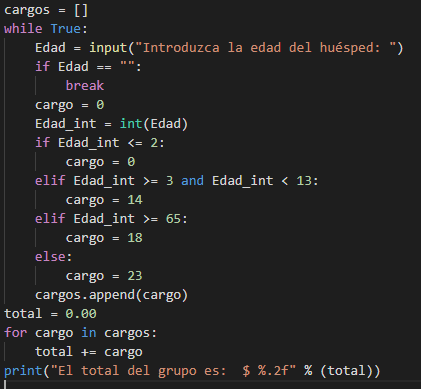 cargos = []
while True:
    Edad = input("Introduzca la edad del huésped: ")
    if Edad == "":
        break
    cargo = 0
    Edad_int = int(Edad)
    if Edad_int <= 2:
        cargo = 0
    elif Edad_int >= 3 and Edad_int < 13:
        cargo = 14
    elif Edad_int >= 65:
        cargo = 18
    else:
        cargo = 23
    cargos.append(cargo)
total = 0.00
for cargo in cargos:
    total += cargo
print("El total del grupo es:  $ %.2f" % (total))